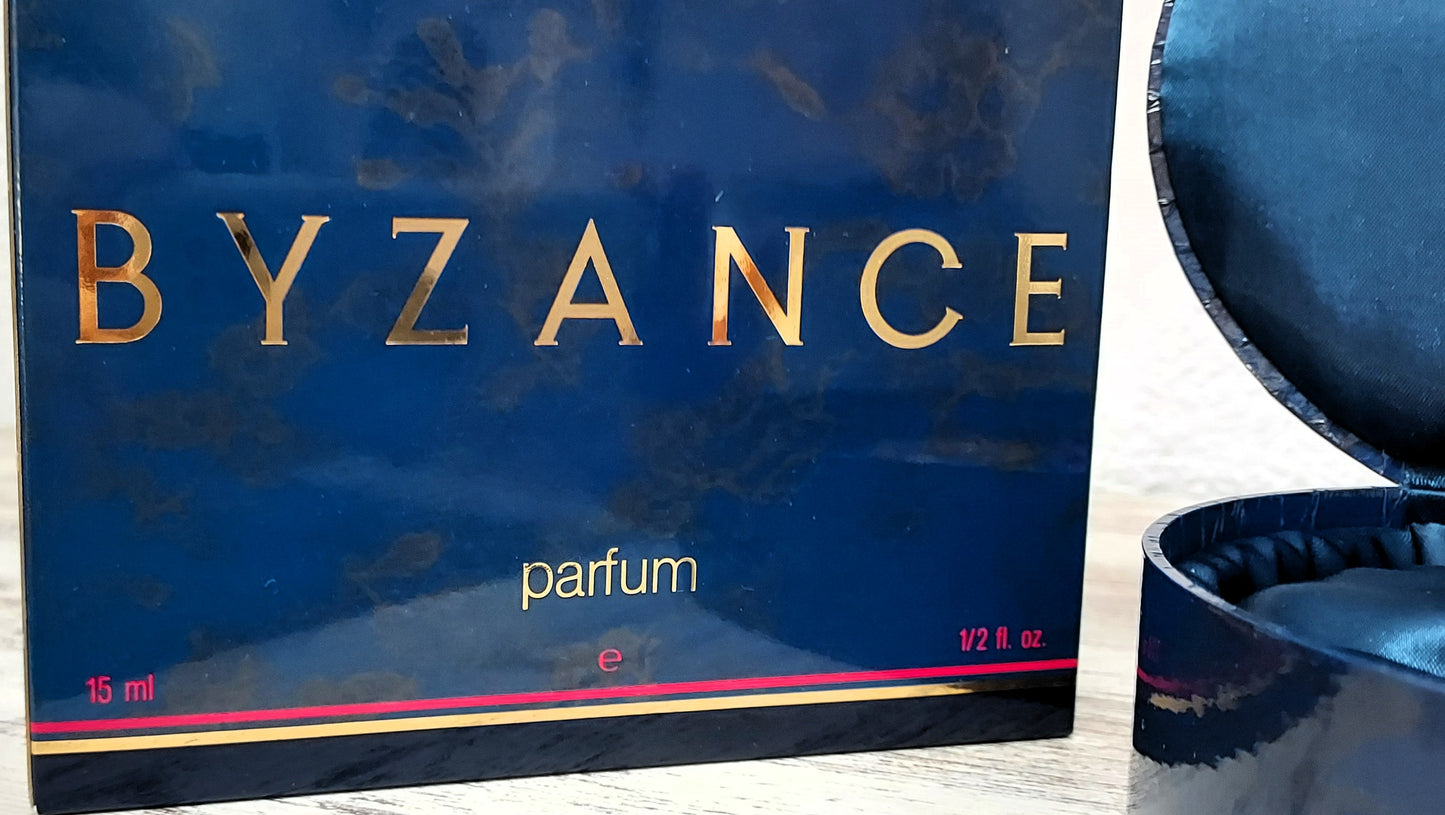 BYZANCE
parfum
15 ml e 1/2 fl. oz.